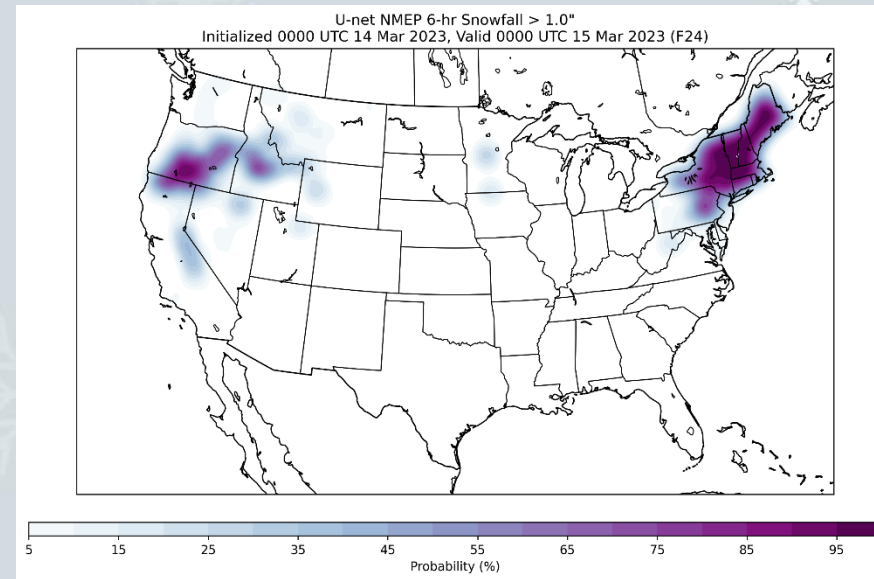 U-net NMEP 6-hr Snowfall > 1.0"
Initialized 0000 UTC 14 Mar 2023, Valid 0000 UTC 15 Mar 2023 (F24)
5 15 25 35 45 55 65 75 85 95
Probability (%)